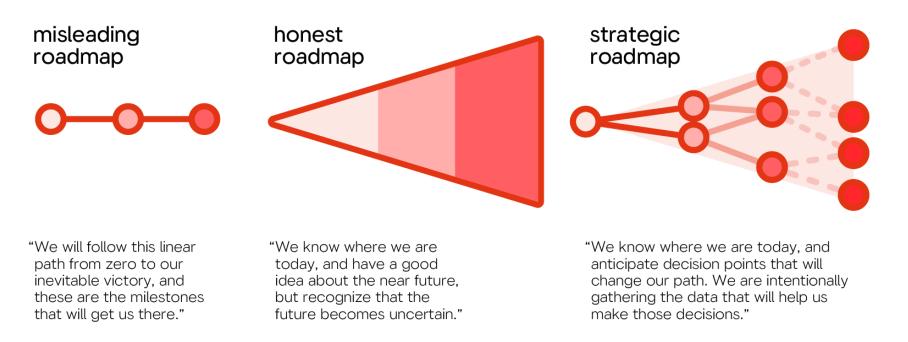 misleading
roadmap
“We will follow this linear
path from zero to our
inevitable victory, and
these are the milestones
that will get us there.”
honest
roadmap
“We know where we are
today, and have a good
idea about the near future,
but recognize that the
future becomes uncertain.”
strategic
roadmap
“We know where we are today, and
anticipate decision points that will
change our path. We are intentionally
gathering the data that will help us
make those decisions.”